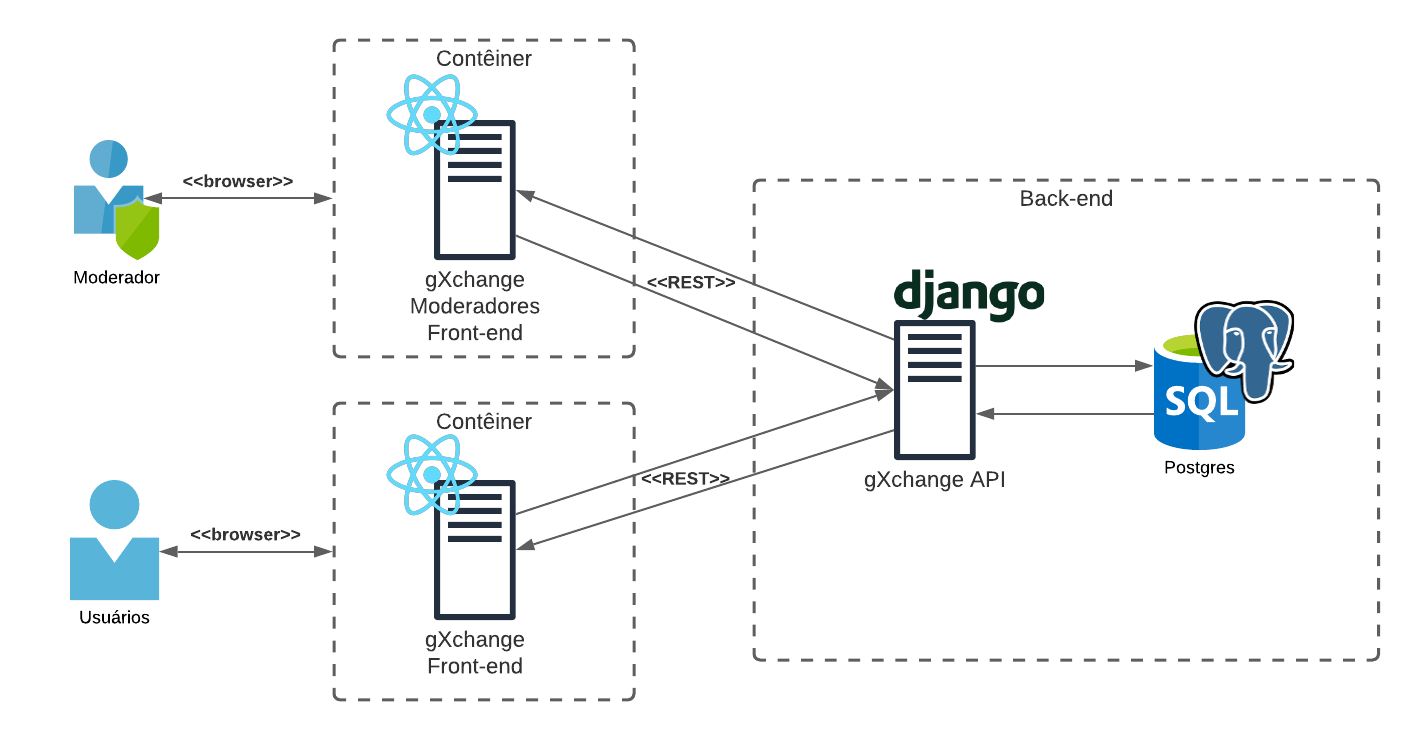 Contêiner
<<browser>>
Moderador
gXchange
Moderadores
Front-end
<<REST>>
Back-end
django
SQL
gXchange API
Postgres
Contêiner
<<REST>>
<<browser>>
Usuários
gXchange
Front-end